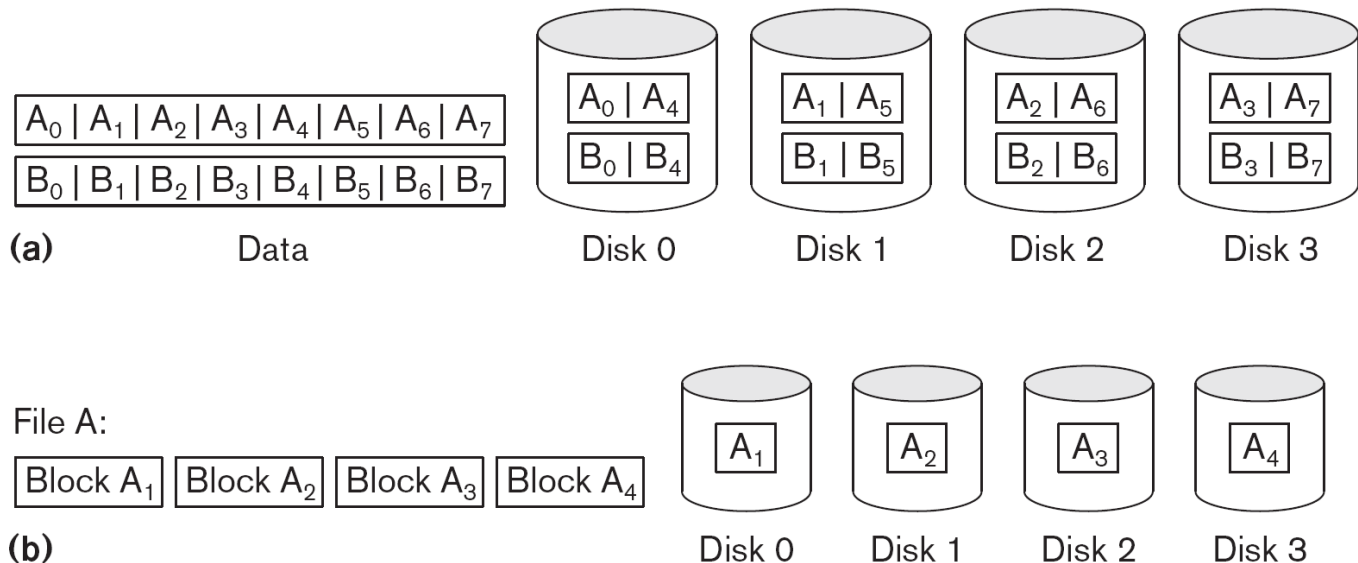 A₀ | A₁ | A₂ | A₃ | A₄ | A₅ | A₆ | A₇
B₀ | B₁ | B₂ | B₃ | B₄ | B₅ | B₆ | B₇
A₀ | A₄
B₀ | B₄
A₁ | A₅
B₁ | B₅
A₂ | A₆
B₂ | B₆
A₃ | A₇
B₃ | B₇
(a) Data Disk 0 Disk 1 Disk 2 Disk 3
File A:
Block A₁ Block A₂ Block A₃ Block A₄
A₁ A₂ A₃ A₄
(b) Disk 0 Disk 1 Disk 2 Disk 3